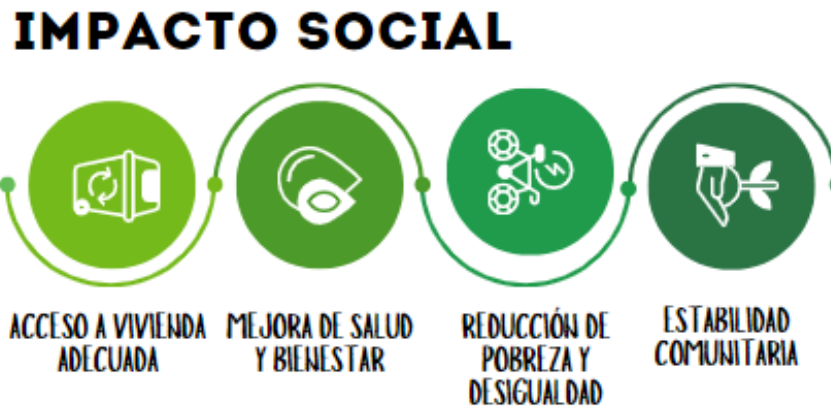 IMPACTO SOCIAL
ACCESO A VIVIENDA
ADECUADA
MEJORA DE SALUD
Y BIENESTAR
REDUCCIÓN DE
POBREZA Y
DESIGUALDAD
ESTABILIDAD
COMUNITARIA